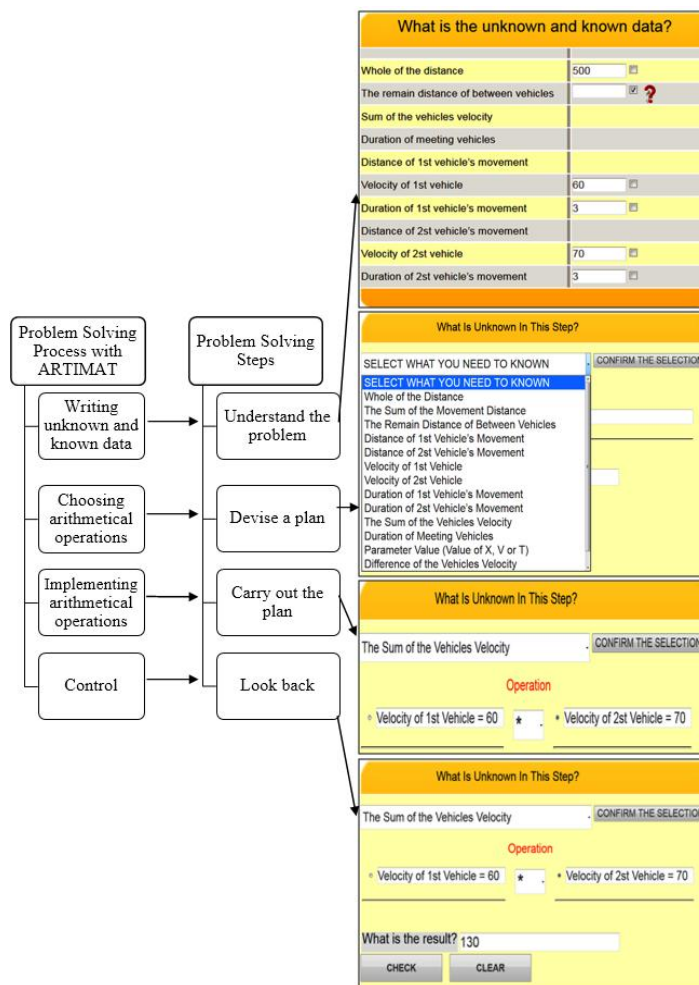 Problem Solving
Process with
ARTIMAT
Writing
unknown and
known data
Choosing
arithmetical
operations
Implementing
arithmetical
operations
Control
Problem Solving
Steps
Understand the
problem
Devise a plan
Carry out the
plan
Look back
What is the unknown and known data?
Whole of the distance 500
The remain distance of between vehicles ?
Sum of the vehicles velocity
Duration of meeting vehicles
Distance of 1st vehicle's movement
Velocity of 1st vehicle 60
Duration of 1st vehicle's movement 3
Distance of 2st vehicle's movement
Velocity of 2st vehicle 70
Duration of 2st vehicle's movement 3
What Is Unknown In This Step?
SELECT WHAT YOU NEED TO KNOWN CONFIRM THE SELECTION
SELECT WHAT YOU NEED TO KNOWN
Whole of the Distance
The Sum of the Movement Distance
The Remain Distance of Between Vehicles
Distance of 1st Vehicle's Movement
Distance of 2st Vehicle's Movement
Velocity of 1st Vehicle
Velocity of 2st Vehicle
Duration of 1st Vehicle's Movement
Duration of 2st Vehicle's Movement
The Sum of the Vehicles Velocity
Duration of Meeting Vehicles
Parameter Value (Value of X, V or T)
Difference of the Vehicles Velocity
What Is Unknown In This Step?
The Sum of the Vehicles Velocity CONFIRM THE SELECTION
Operation
Velocity of 1st Vehicle = 60 * Velocity of 2st Vehicle = 70
What Is Unknown In This Step?
The Sum of the Vehicles Velocity CONFIRM THE SELECTION
Operation
Velocity of 1st Vehicle = 60 * Velocity of 2st Vehicle = 70
What is the result? 130
CHECK CLEAR